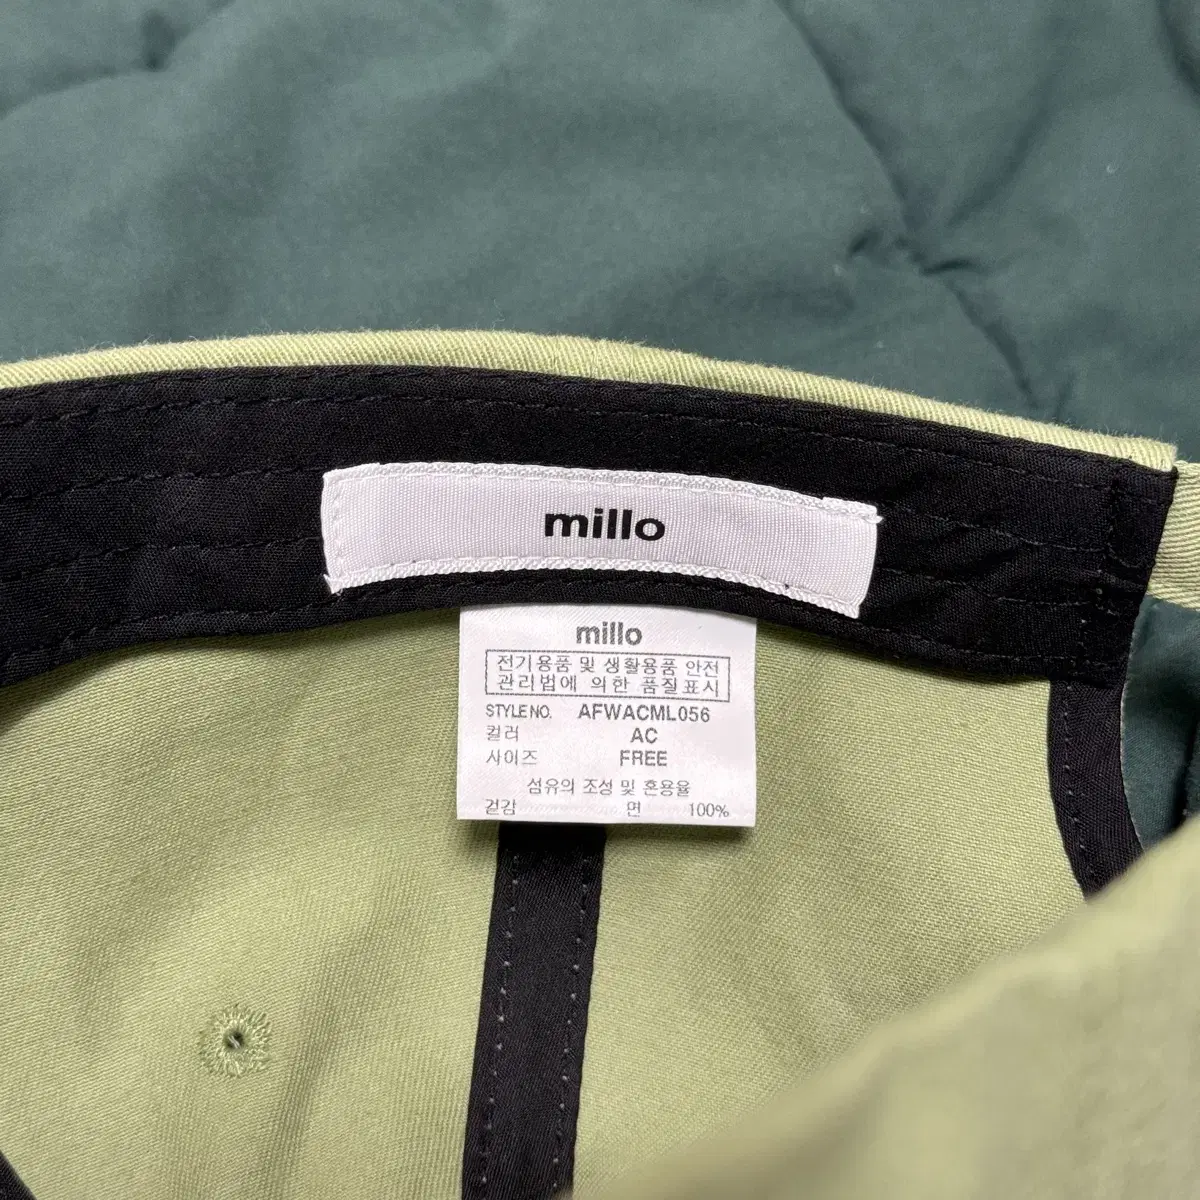 millo
millo
전기용품 및 생활용품 안전
관리법에 의한 품질표시
STYLE NO. AFWACML056
컬러 AC
사이즈 FREE
섬유의 조성 및 혼용율
겉감 면 100%